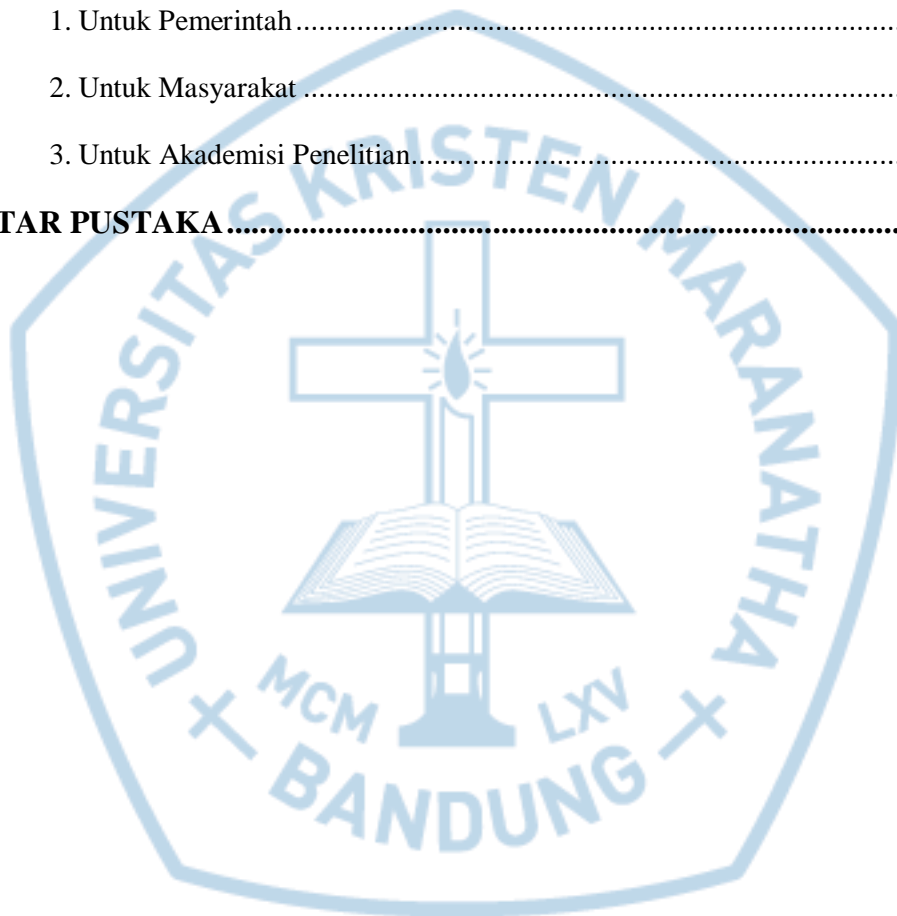 1. Untuk Pemerintah..............................................................................
2. Untuk Masyarakat ............................................................................
3. Untuk Akademisi Penelitian...............................................................
TAR PUSTAKA....................................................................................
UNIVERSITAS KRISTEN MARANATHA
MCM LXV
BANDUNG